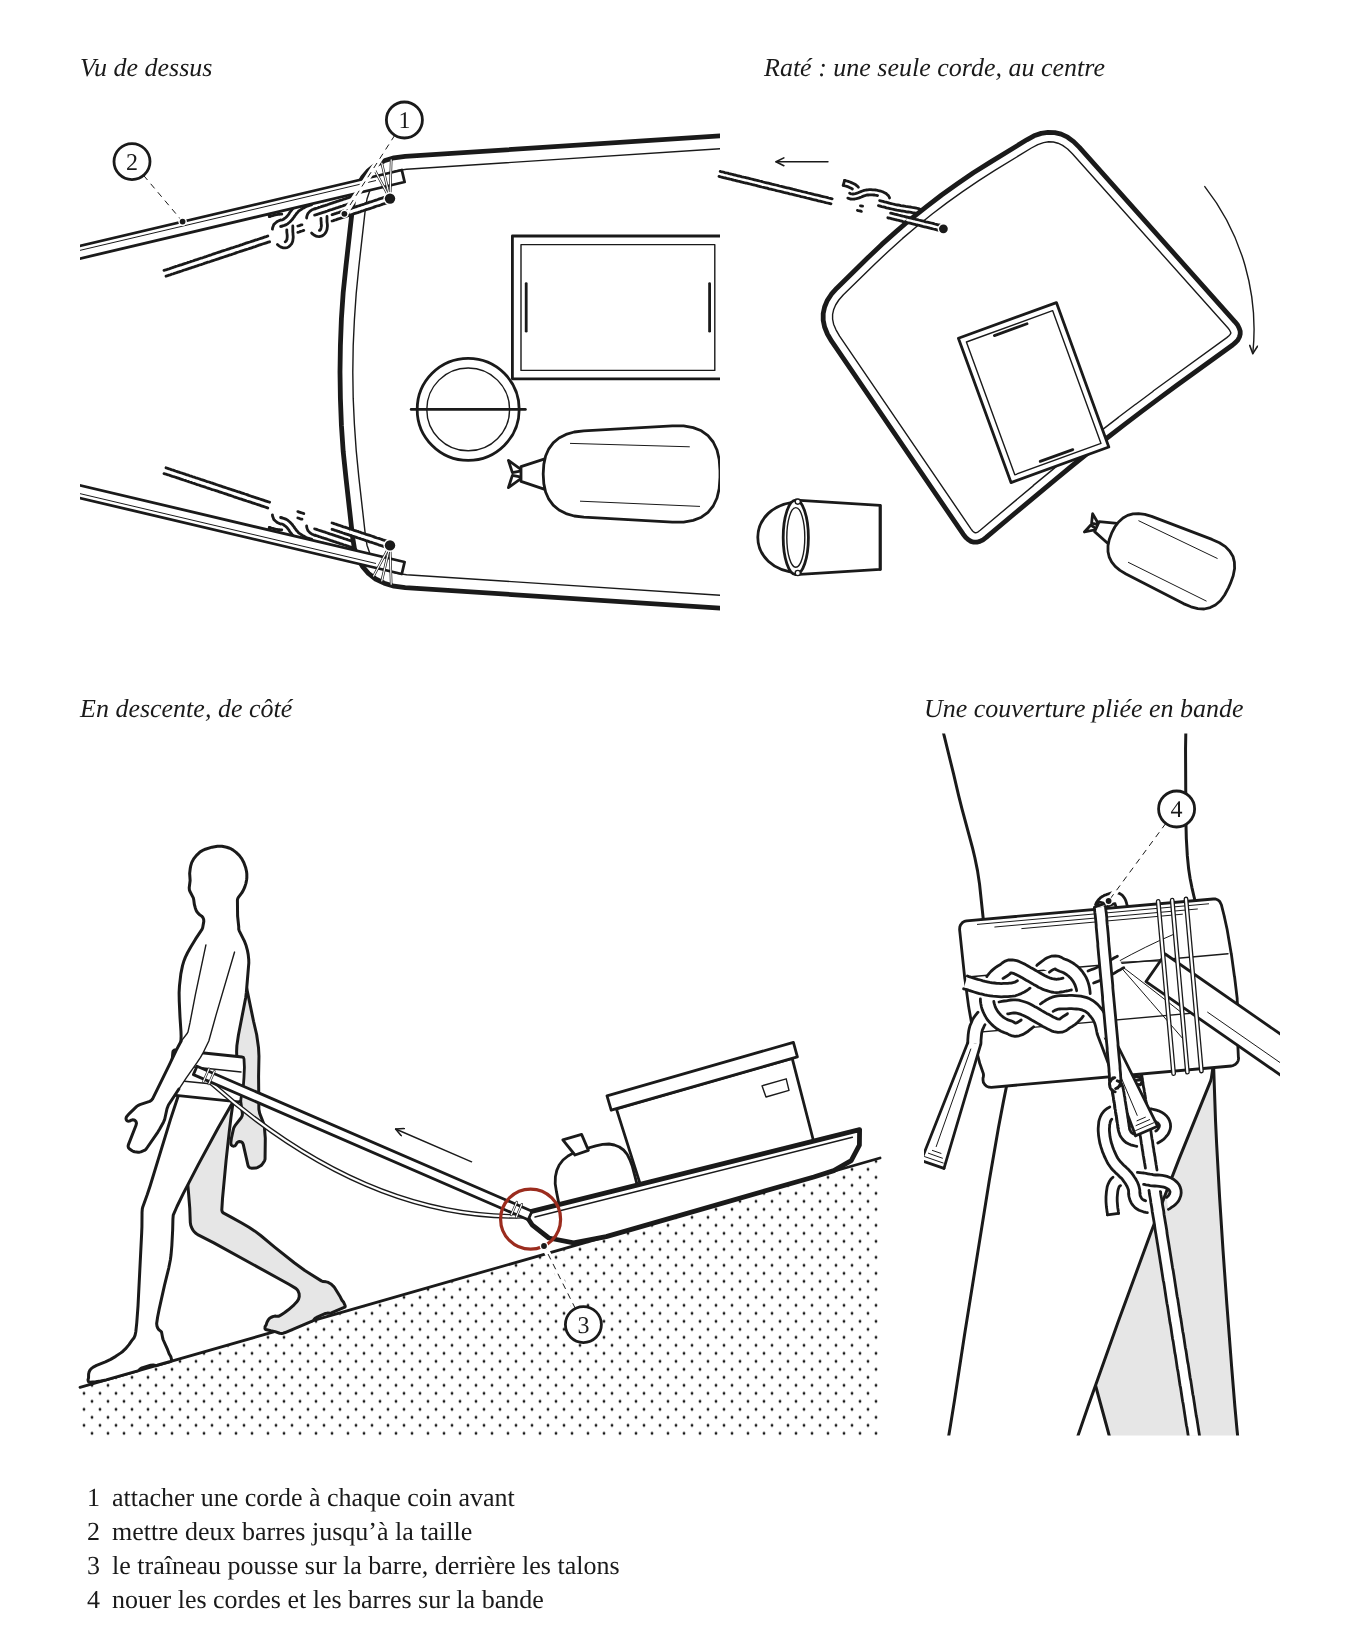 Vu de dessus
Raté : une seule corde, au centre
1
2
En descente, de côté
Une couverture pliée en bande
4
3
1 attacher une corde à chaque coin avant
2 mettre deux barres jusqu’à la taille
3 le traîneau pousse sur la barre, derrière les talons
4 nouer les cordes et les barres sur la bande